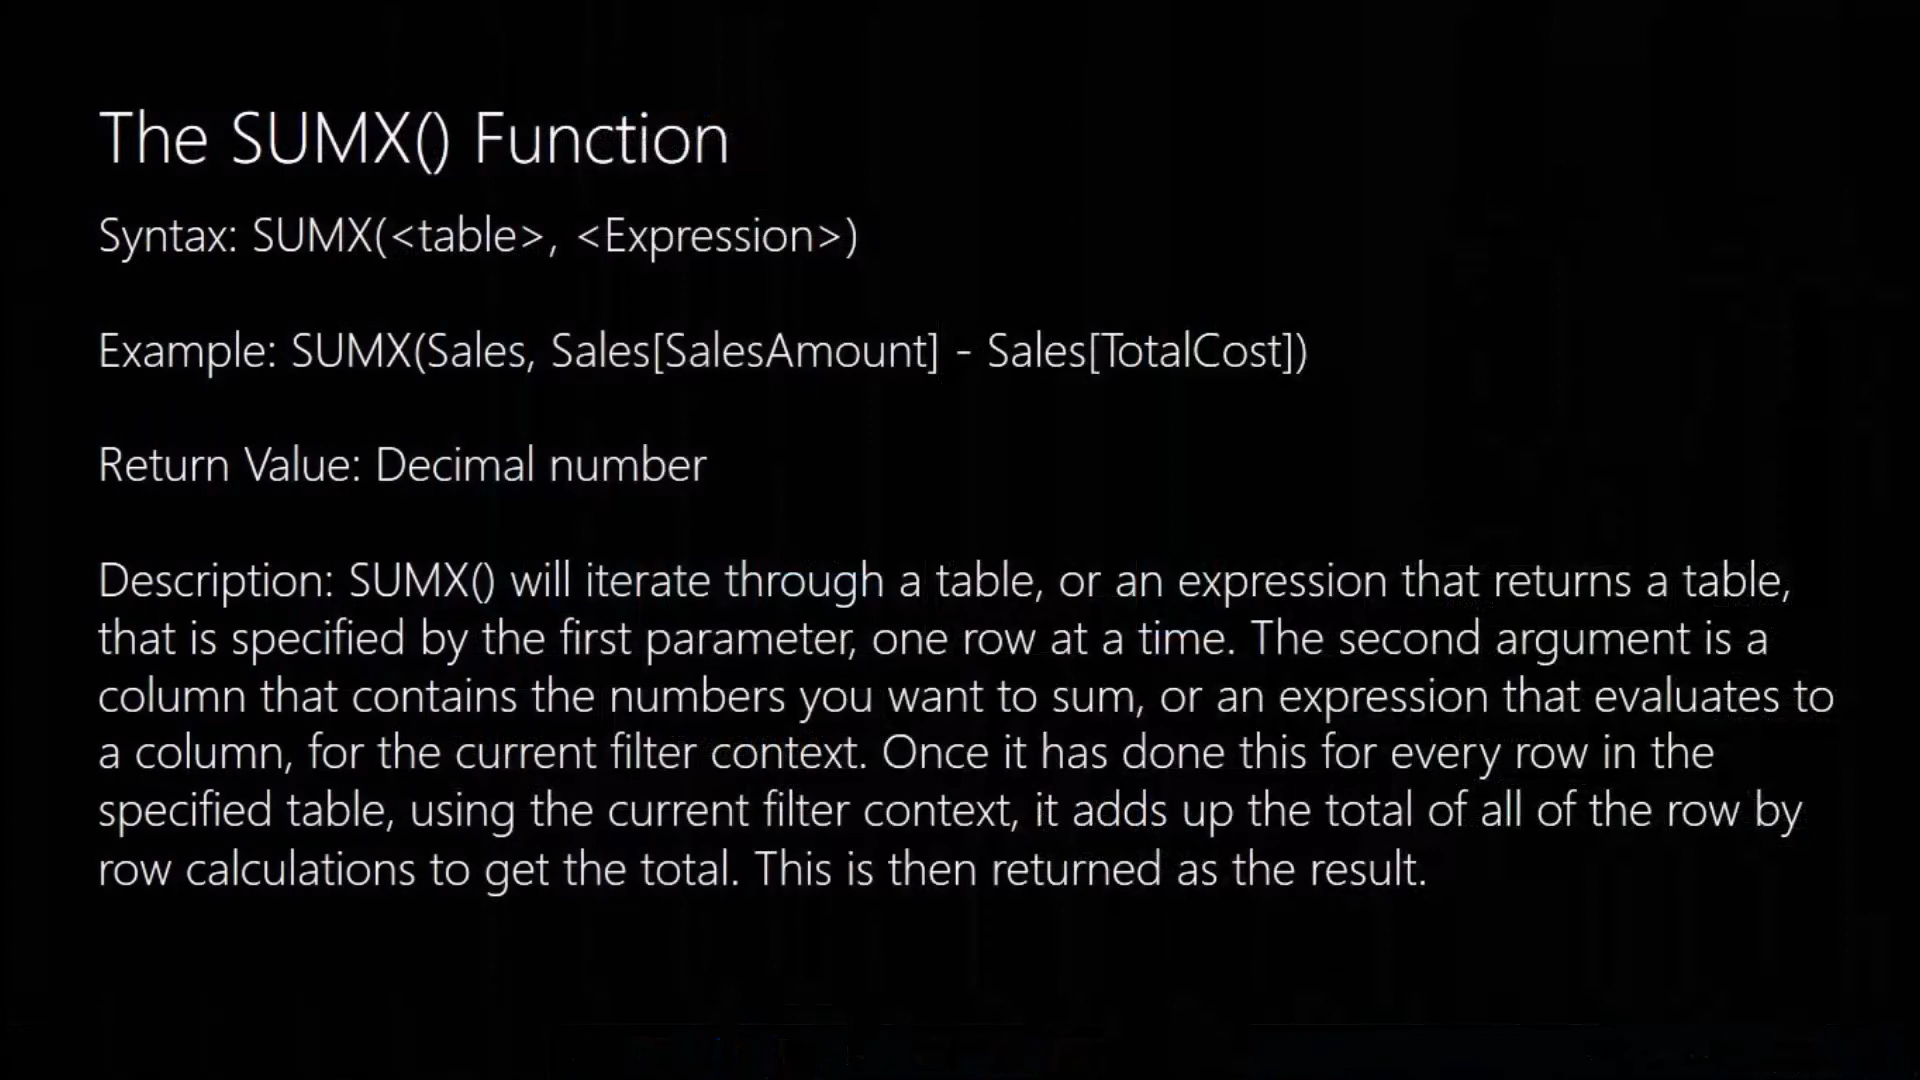 The SUMX() Function
Syntax: SUMX(<table>, <Expression>)
Example: SUMX(Sales, Sales[SalesAmount] - Sales[TotalCost])
Return Value: Decimal number
Description: SUMX() will iterate through a table, or an expression that returns a table,
that is specified by the first parameter, one row at a time. The second argument is a
column that contains the numbers you want to sum, or an expression that evaluates to
a column, for the current filter context. Once it has done this for every row in the
specified table, using the current filter context, it adds up the total of all of the row by
row calculations to get the total. This is then returned as the result.